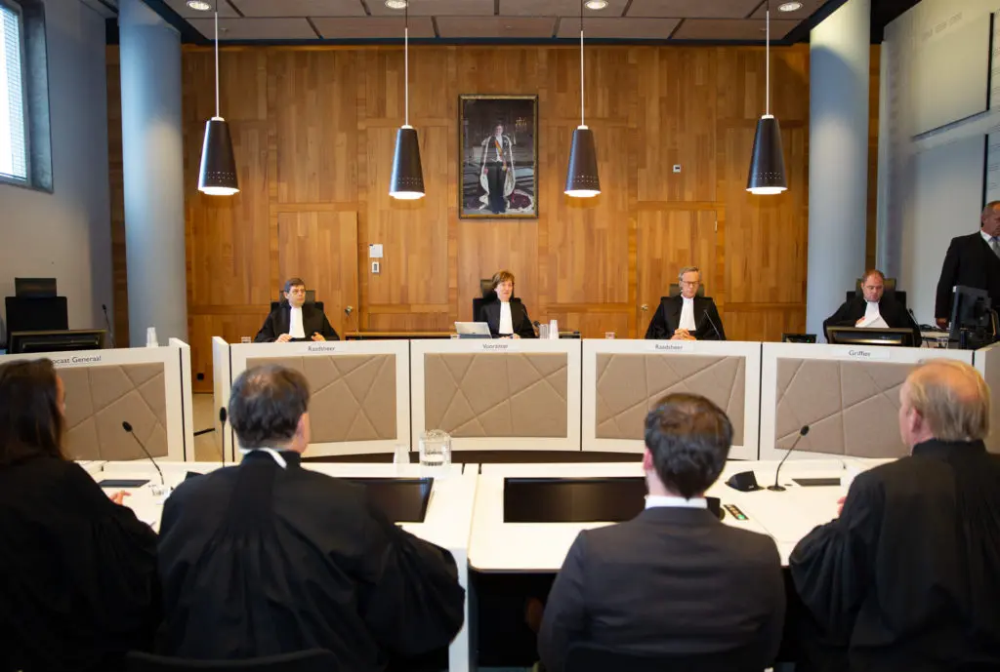 Advocaat Generaal
Raadsheer
Voorzitter
Raadsheer
Griffier